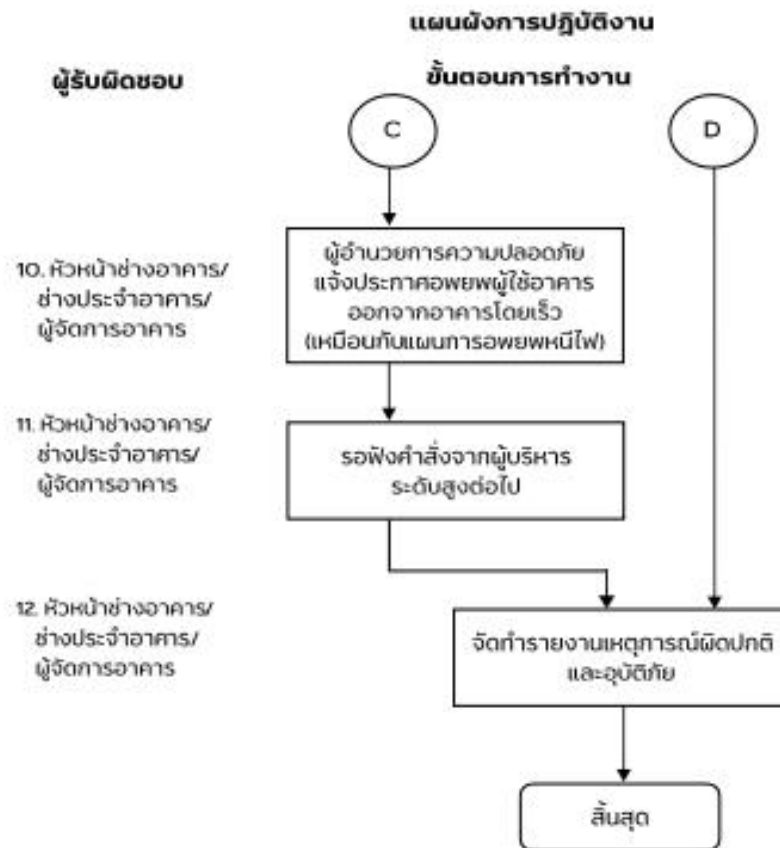 แผนผังการปฏิบัติงาน
ผู้รับผิดชอบ
ขั้นตอนการทำงาน
C
D
10. หัวหน้าช่างอาคาร/
ช่างประจำอาคาร/
ผู้จัดการอาคาร
ผู้อำนวยการความปลอดภัย
แจ้งประกาศอพยพผู้ใช้อาคาร
ออกจากอาคารโดยเร็ว
(เหมือนกับแผนการอพยพหนีไฟ)
11. หัวหน้าช่างอาคาร/
ช่างประจำอาคาร/
ผู้จัดการอาคาร
รอฟังคำสั่งจากผู้บริหาร
ระดับสูงต่อไป
12. หัวหน้าช่างอาคาร/
ช่างประจำอาคาร/
ผู้จัดการอาคาร
จัดทำรายงานเหตุการณ์ผิดปกติ
และอุบัติภัย
สิ้นสุด